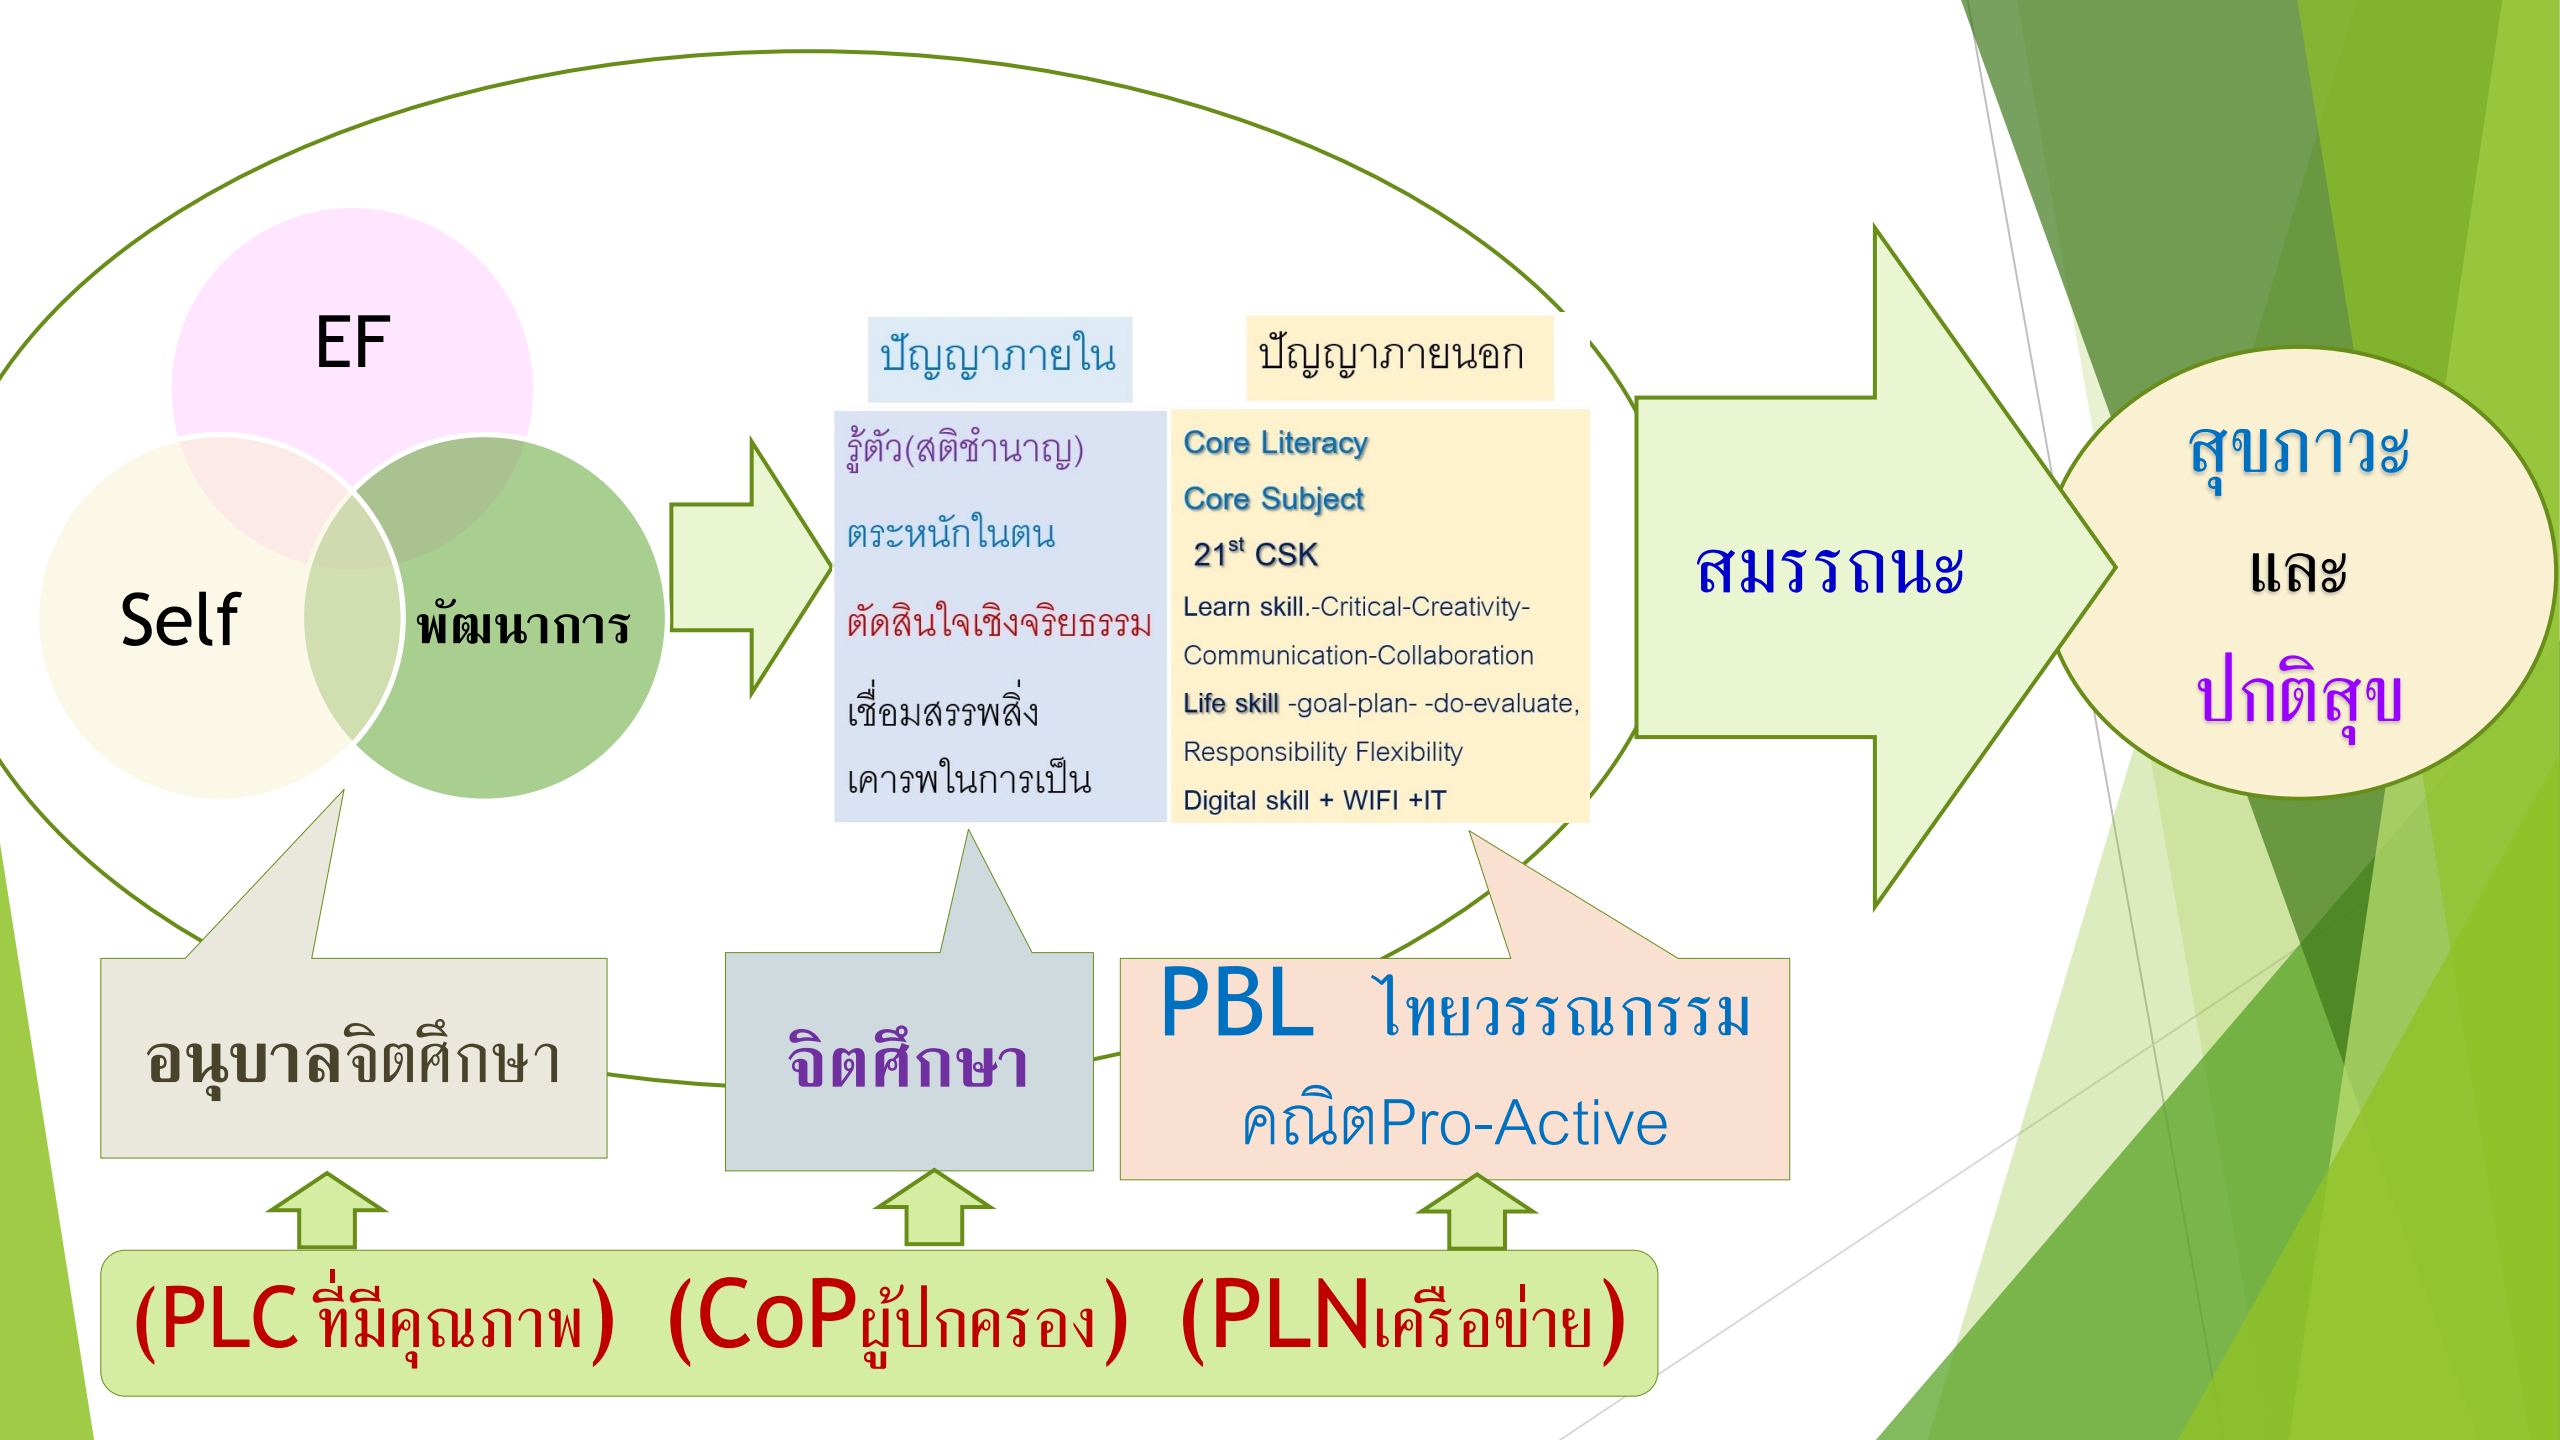 EF
Self
พัฒนาการ
ปัญญาภายใน
รู้ตัว(สติชำนาญ)
ตระหนักในตน
ตัดสินใจเชิงจริยธรรม
เชื่อมสรรพสิ่ง
เคารพในการเป็น
ปัญญาภายนอก
Core Literacy
Core Subject
21st CSK
Learn skill.-Critical-Creativity-
Communication-Collaboration
Life skill -goal-plan- -do-evaluate,
Responsibility Flexibility
Digital skill + WIFI +IT
สมรรถนะ
สุขภาวะ
และ
ปกติสุข
อนุบาลจิตศึกษา
จิตศึกษา
PBL ไทยวรรณกรรม
คณิตPro-Active
(PLC ที่มีคุณภาพ) (CoPผู้ปกครอง) (PLNเครือข่าย)